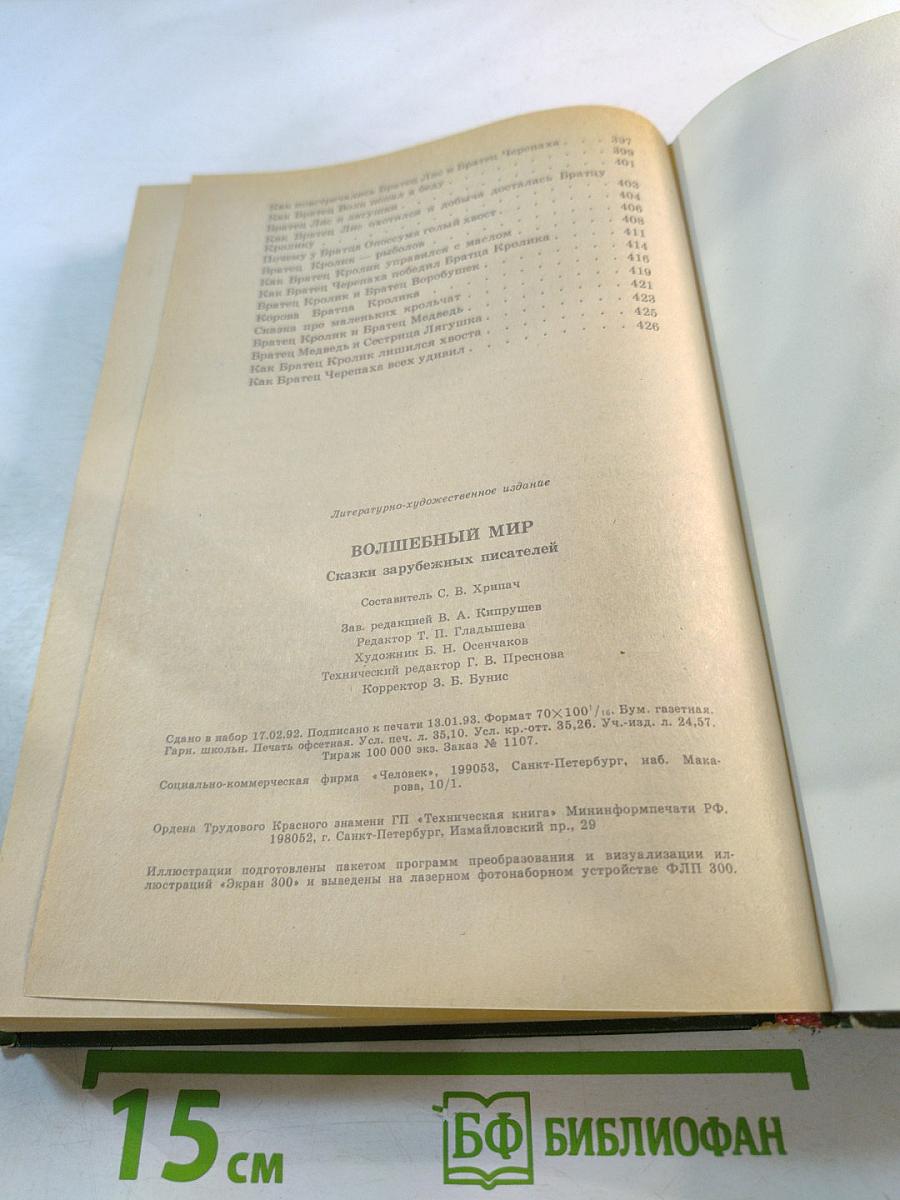 Как повстречались Братец Лис и Братец Черепаха . . . . 397
Как Братец Волк попал в беду . . . . . . . . . 399
Братец Лис и лягушки . . . . . . . . . . . 401
Как Братец Лис охотился, а добыча досталась Братцу
Кролику . . . . . . . . . . . . . . . 403
Почему у Братца Опоссума голый хвост . . . . . . . 404
Братец Кролик — рыболов . . . . . . . . . . 406
Как Братец Кролик управился с маслом . . . . . . . 408
Как Братец Черепаха победил Братца Кролика . . . . . 411
Братец Кролик и Братец Воробушек . . . . . . . . 414
Корова Братца Кролика . . . . . . . . . . . 416
Сказка про маленьких крольчат . . . . . . . . . 419
Братец Кролик и Братец Медведь . . . . . . . . . 421
Братец Медведь и Сестрица Лягушка . . . . . . . . 423
Как Братец Кролик лишился хвоста . . . . . . . . 425
Как Братец Черепаха всех удивил . . . . . . . . . 426
Литературно-художественное издание
ВОЛШЕБНЫЙ МИР
Сказки зарубежных писателей
Составитель С. В. Хрипач
Зав. редакцией В. А. Кипрушев
Редактор Т. П. Гладышева
Художник Б. Н. Осенчаков
Технический редактор Г. В. Преснова
Корректор З. Б. Бунис
Сдано в набор 17.02.92. Подписано к печати 13.01.93. Формат 70×100¹/₁₆. Бум. газетная.
Гарн. школьн. Печать офсетная. Усл. печ. л. 35,10. Усл. кр.-отт. 35,26. Уч.-изд. л. 24,57.
Тираж 100 000 экз. Заказ № 1107.
Социально-коммерческая фирма «Человек», 199053, Санкт-Петербург, наб. Мака-
рова, 10/1.
Ордена Трудового Красного знамени ГП «Техническая книга» Мининформпечати РФ.
198052, г. Санкт-Петербург, Измайловский пр., 29
Иллюстрации подготовлены пакетом программ преобразования и визуализации ил-
люстраций «Экран 300» и выведены на лазерном фотонаборном устройстве ФЛП 300.
15 см
БФ БИБЛИОФАН